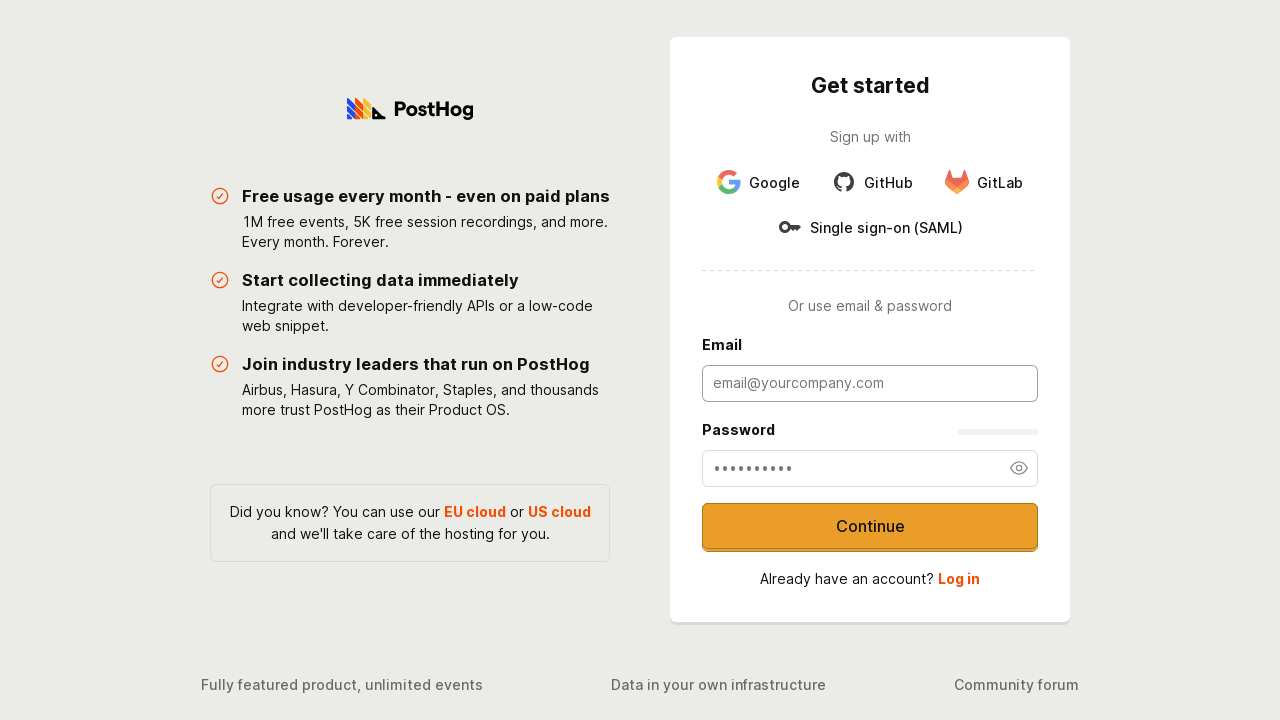 PostHog
Free usage every month - even on paid plans
1M free events, 5K free session recordings, and more.
Every month. Forever.
Start collecting data immediately
Integrate with developer-friendly APIs or a low-code
web snippet.
Join industry leaders that run on PostHog
Airbus, Hasura, Y Combinator, Staples, and thousands
more trust PostHog as their Product OS.
Did you know? You can use our EU cloud or US cloud
and we'll take care of the hosting for you.
Get started
Sign up with
Google GitHub GitLab
Single sign-on (SAML)
Or use email & password
Email
email@yourcompany.com
Password
••••••••••
Continue
Already have an account? Log in
Fully featured product, unlimited events Data in your own infrastructure Community forum